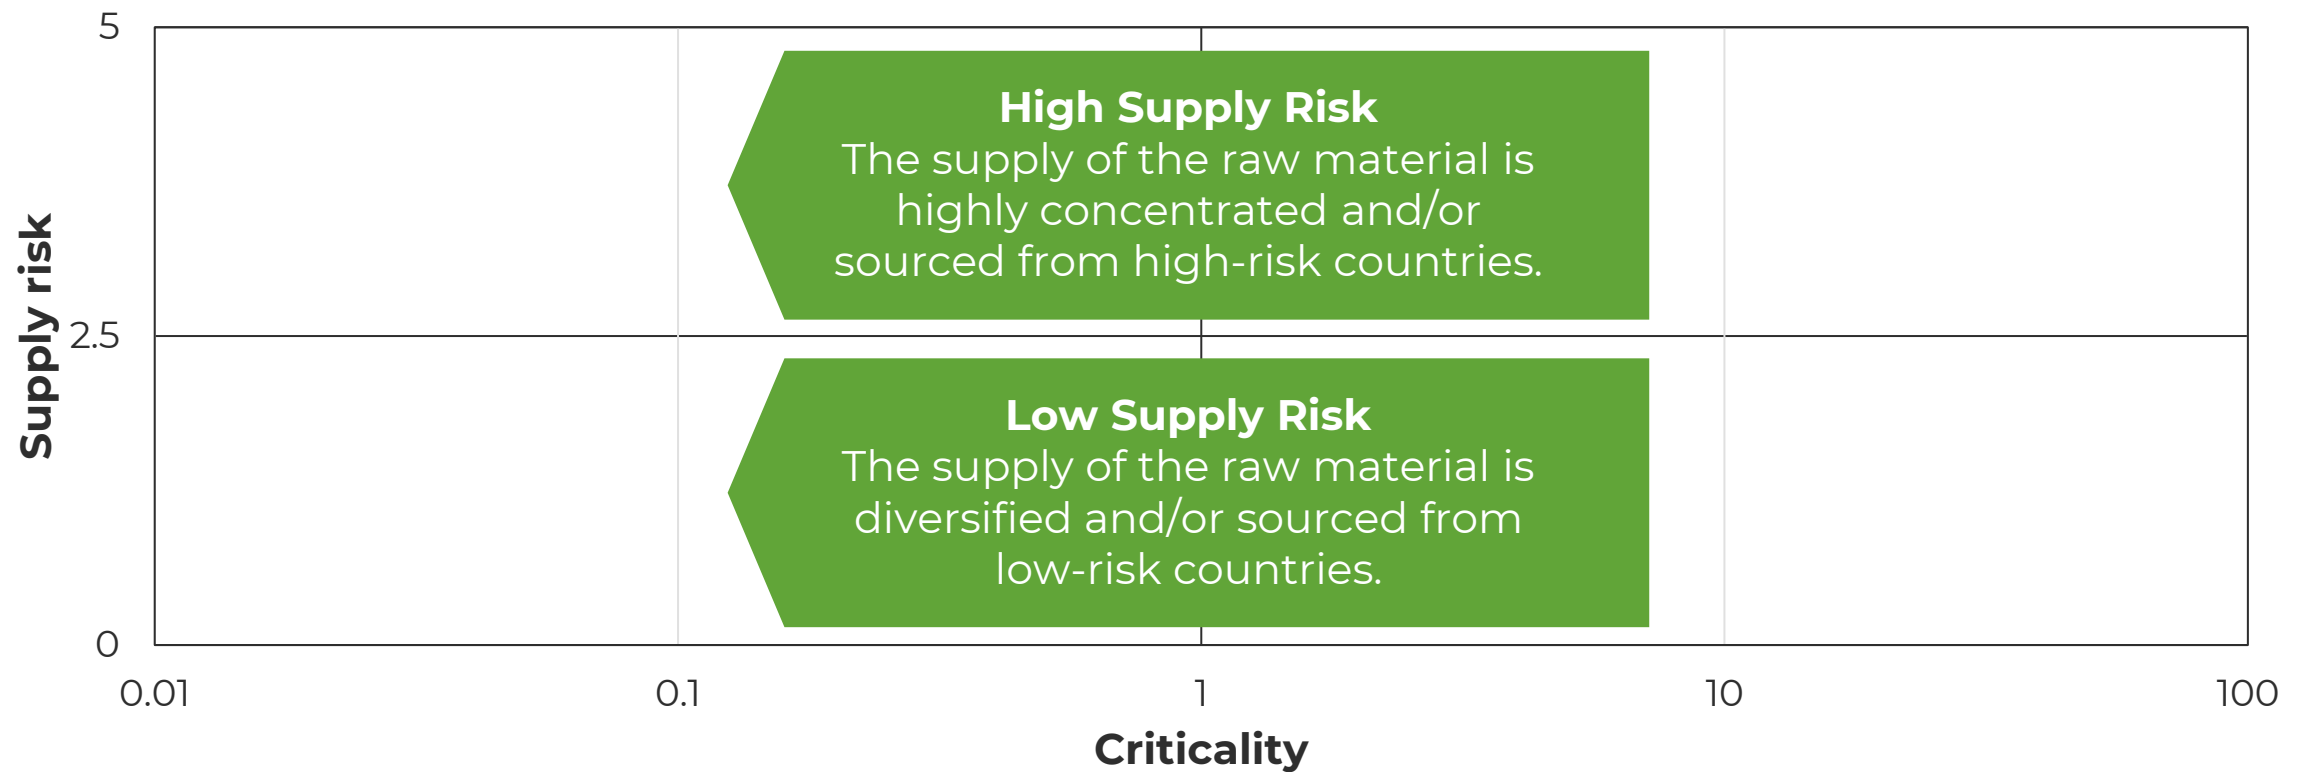 5
High Supply Risk
The supply of the raw material is
highly concentrated and/or
sourced from high-risk countries.
Supply risk
2.5
Low Supply Risk
The supply of the raw material is
diversified and/or sourced from
low-risk countries.
0
0.01
0.1
1
10
100
Criticality